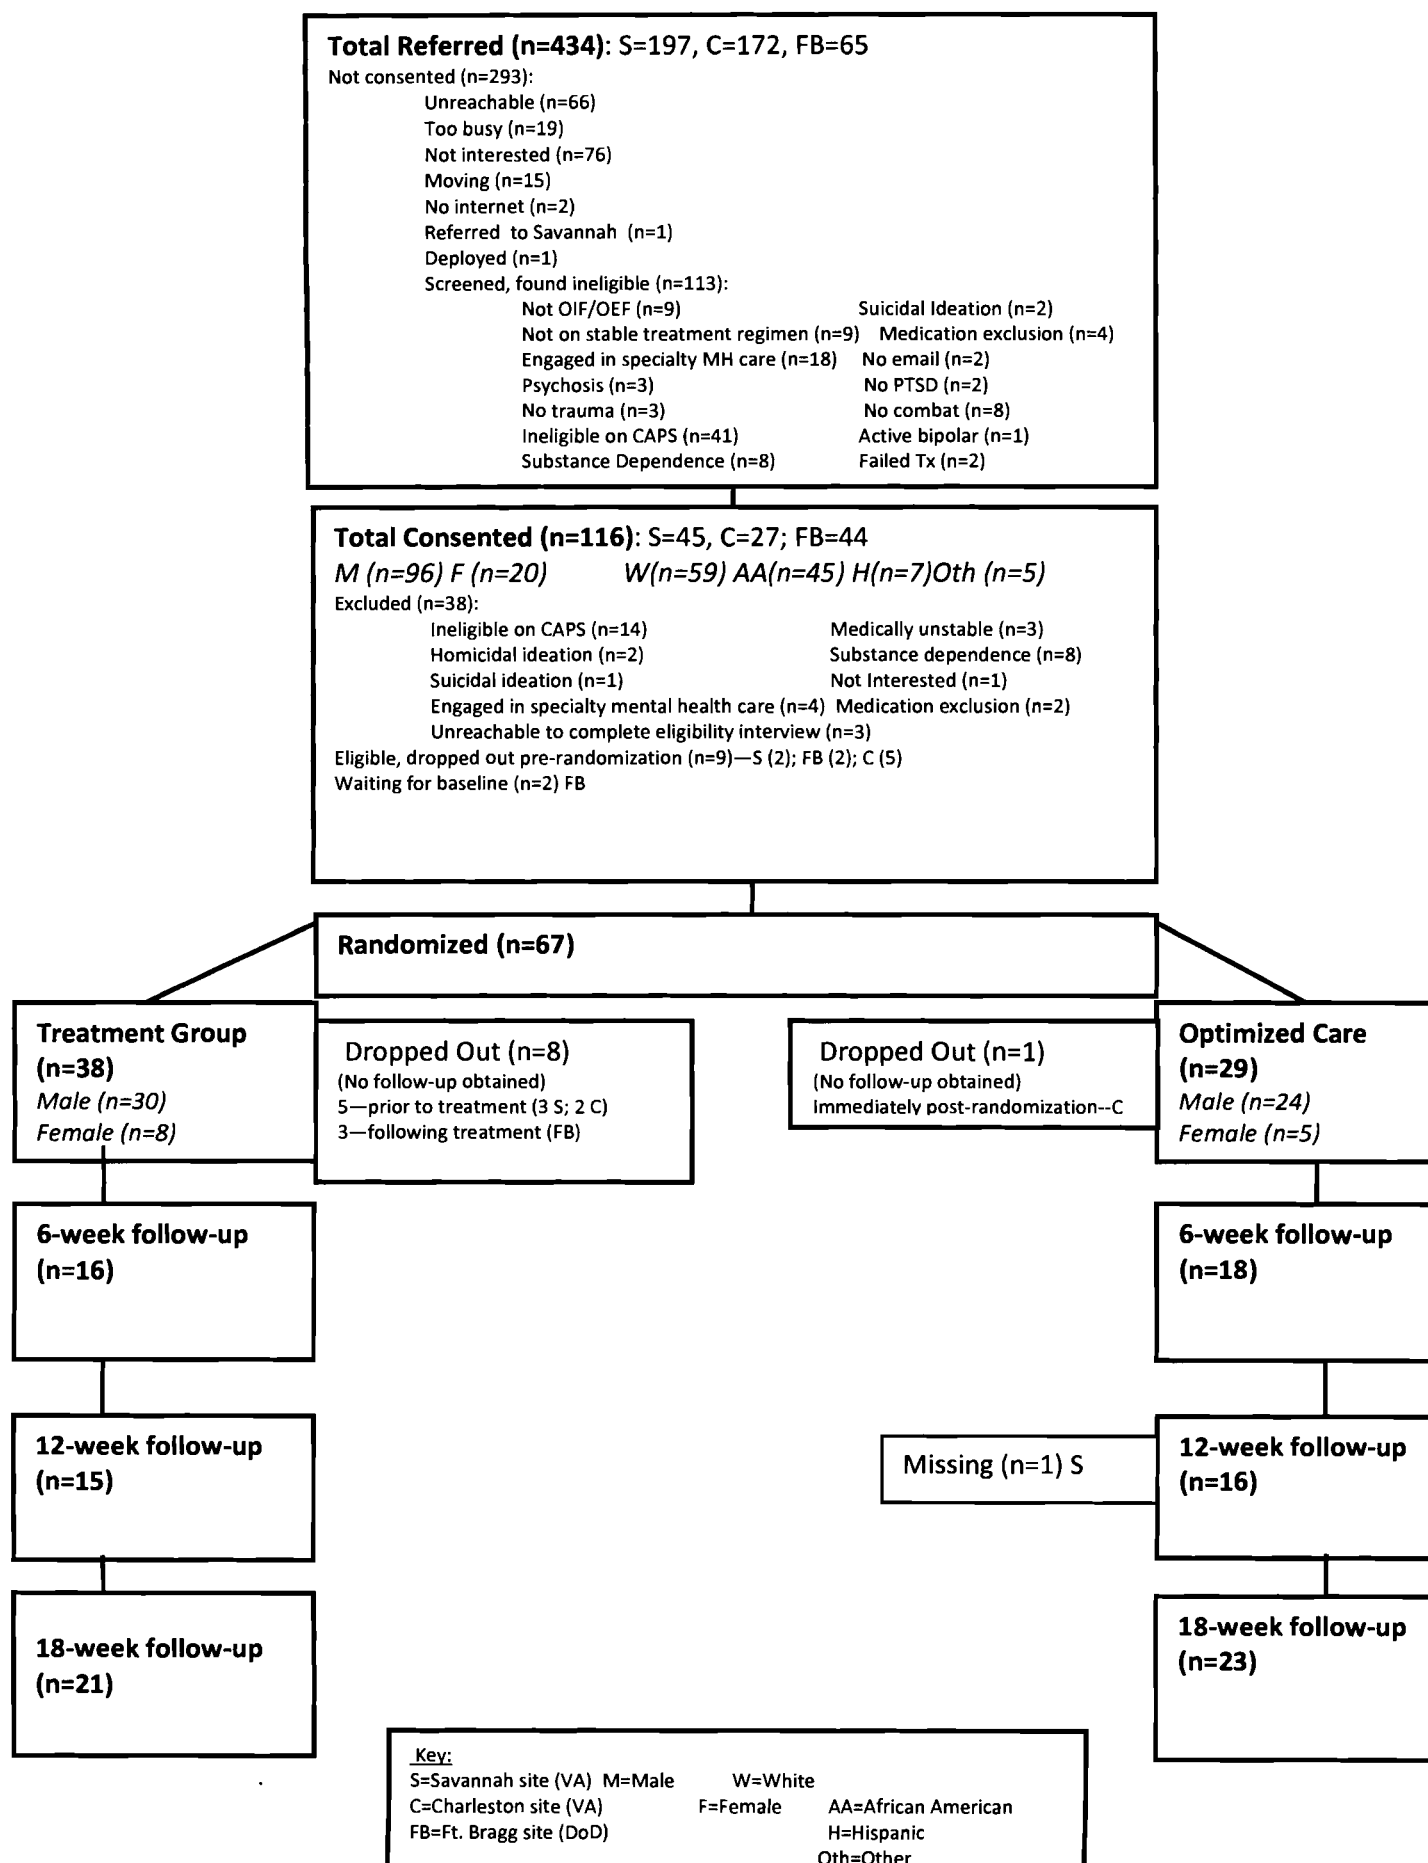 Total Referred (n=434): S=197, C=172, FB=65
Not consented (n=293):
Unreachable (n=66)
Too busy (n=19)
Not interested (n=76)
Moving (n=15)
No internet (n=2)
Referred to Savannah (n=1)
Deployed (n=1)
Screened, found ineligible (n=113):
Not OIF/OEF (n=9) Suicidal Ideation (n=2)
Not on stable treatment regimen (n=9) Medication exclusion (n=4)
Engaged in specialty MH care (n=18) No email (n=2)
Psychosis (n=3) No PTSD (n=2)
No trauma (n=3) No combat (n=8)
Ineligible on CAPS (n=41) Active bipolar (n=1)
Substance Dependence (n=8) Failed Tx (n=2)
Total Consented (n=116): S=45, C=27; FB=44
M (n=96) F (n=20) W(n=59) AA(n=45) H(n=7)Oth (n=5)
Excluded (n=38):
Ineligible on CAPS (n=14) Medically unstable (n=3)
Homicidal ideation (n=2) Substance dependence (n=8)
Suicidal ideation (n=1) Not Interested (n=1)
Engaged in specialty mental health care (n=4) Medication exclusion (n=2)
Unreachable to complete eligibility interview (n=3)
Eligible, dropped out pre-randomization (n=9)—S (2); FB (2); C (5)
Waiting for baseline (n=2) FB
Randomized (n=67)
Treatment Group
(n=38)
Male (n=30)
Female (n=8)
Dropped Out (n=8)
(No follow-up obtained)
5—prior to treatment (3 S; 2 C)
3—following treatment (FB)
Dropped Out (n=1)
(No follow-up obtained)
Immediately post-randomization--C
Optimized Care
(n=29)
Male (n=24)
Female (n=5)
6-week follow-up
(n=16)
6-week follow-up
(n=18)
12-week follow-up
(n=15)
Missing (n=1) S
12-week follow-up
(n=16)
18-week follow-up
(n=21)
18-week follow-up
(n=23)
Key:
S=Savannah site (VA) M=Male W=White
C=Charleston site (VA) F=Female AA=African American
FB=Ft. Bragg site (DoD) H=Hispanic
Oth=Other